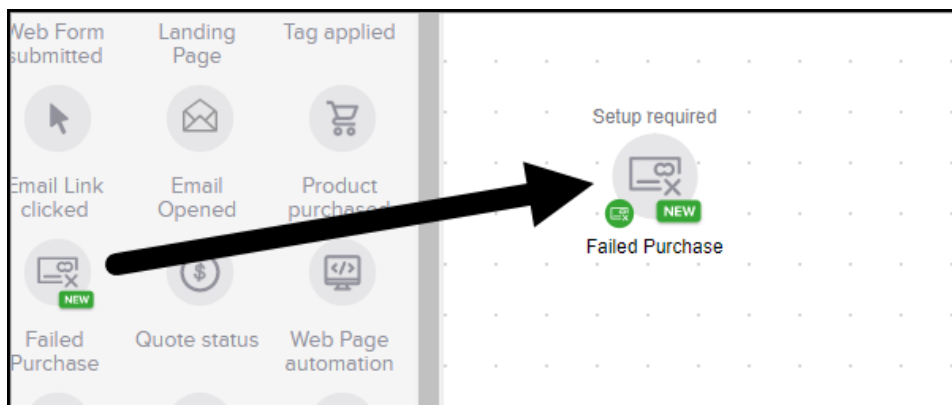 Web Form
submitted
Landing
Page
Tag applied
Email Link
clicked
Email
Opened
Product
purchased
NEW
Failed
Purchase
Quote status
Web Page
automation
Setup required
NEW
Failed Purchase